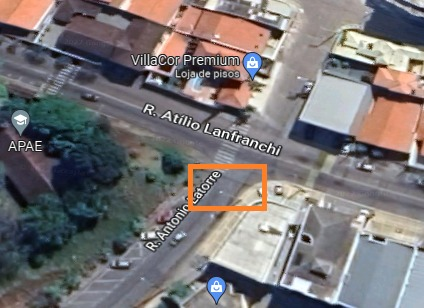 VillaCor Premium
Loja de pisos
R. Atílio Lanfranchi
APAE
R. Antonio Latorre